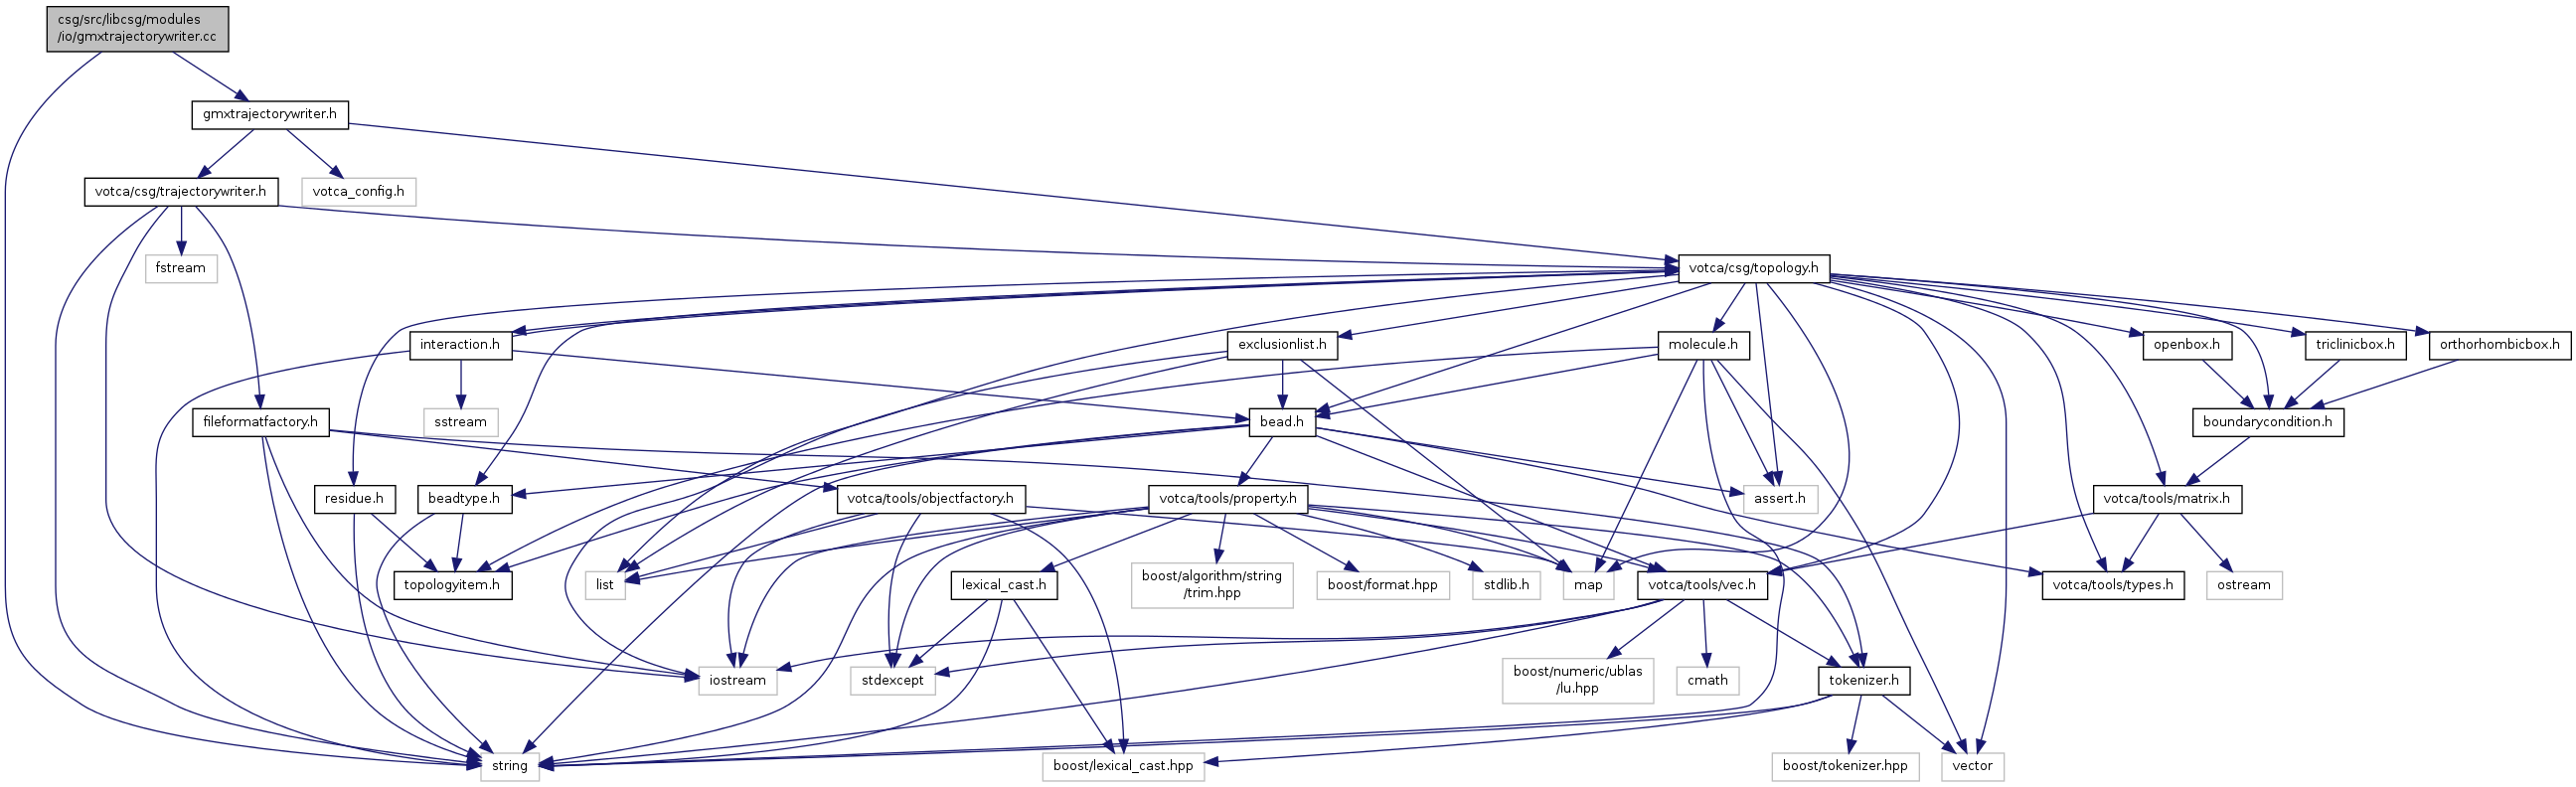 csg/src/libcsg/modules
/io/gmxtrajectorywriter.cc
gmxtrajectorywriter.h
votca/csg/trajectorywriter.h
votca_config.h
fstream
votca/csg/topology.h
interaction.h
exclusionlist.h
molecule.h
openbox.h
triclinicbox.h
orthorhombicbox.h
fileformatfactory.h
sstream
bead.h
boundarycondition.h
residue.h
beadtype.h
votca/tools/objectfactory.h
votca/tools/property.h
assert.h
votca/tools/matrix.h
topologyitem.h
list
lexical_cast.h
boost/algorithm/string
/trim.hpp
boost/format.hpp
stdlib.h
map
votca/tools/vec.h
votca/tools/types.h
ostream
iostream
stdexcept
boost/numeric/ublas
/lu.hpp
cmath
tokenizer.h
string
boost/lexical_cast.hpp
boost/tokenizer.hpp
vector